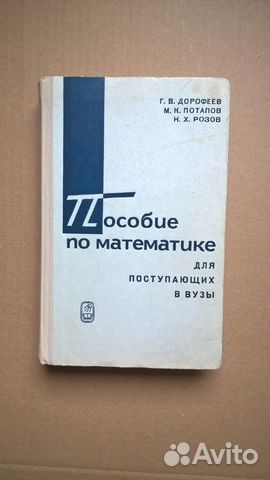 Г. В. ДОРОФЕЕВ
М. К. ПОТАПОВ
Н. Х. РОЗОВ
Пособие
по математике
ДЛЯ
ПОСТУПАЮЩИХ
В ВУЗЫ
Avito